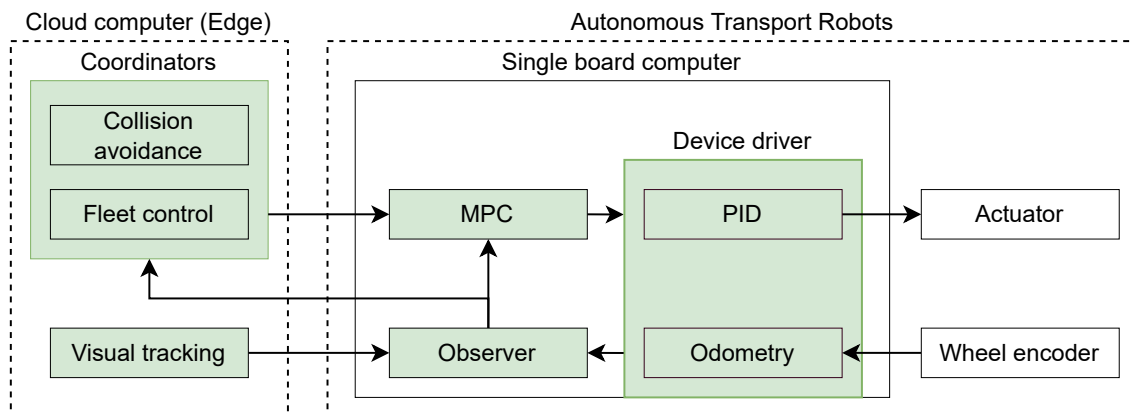 Cloud computer (Edge)
Autonomous Transport Robots
Coordinators
Single board computer
Collision
avoidance
Device driver
Fleet control
MPC
PID
Actuator
Visual tracking
Observer
Odometry
Wheel encoder